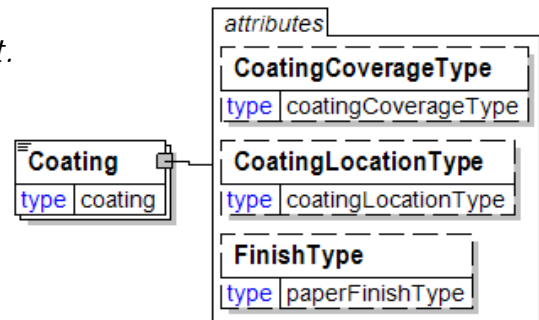 attributes
t.
CoatingCoverageType
type coatingCoverageType
Coating
type coating
CoatingLocationType
type coatingLocationType
FinishType
type paperFinishType